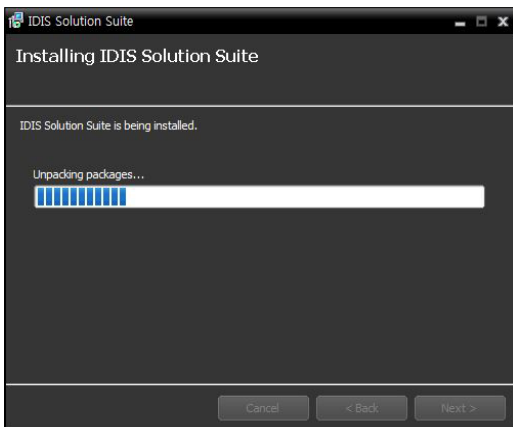 IDIS Solution Suite
Installing IDIS Solution Suite
IDIS Solution Suite is being installed.
Unpacking packages...
Cancel
< Back
Next >